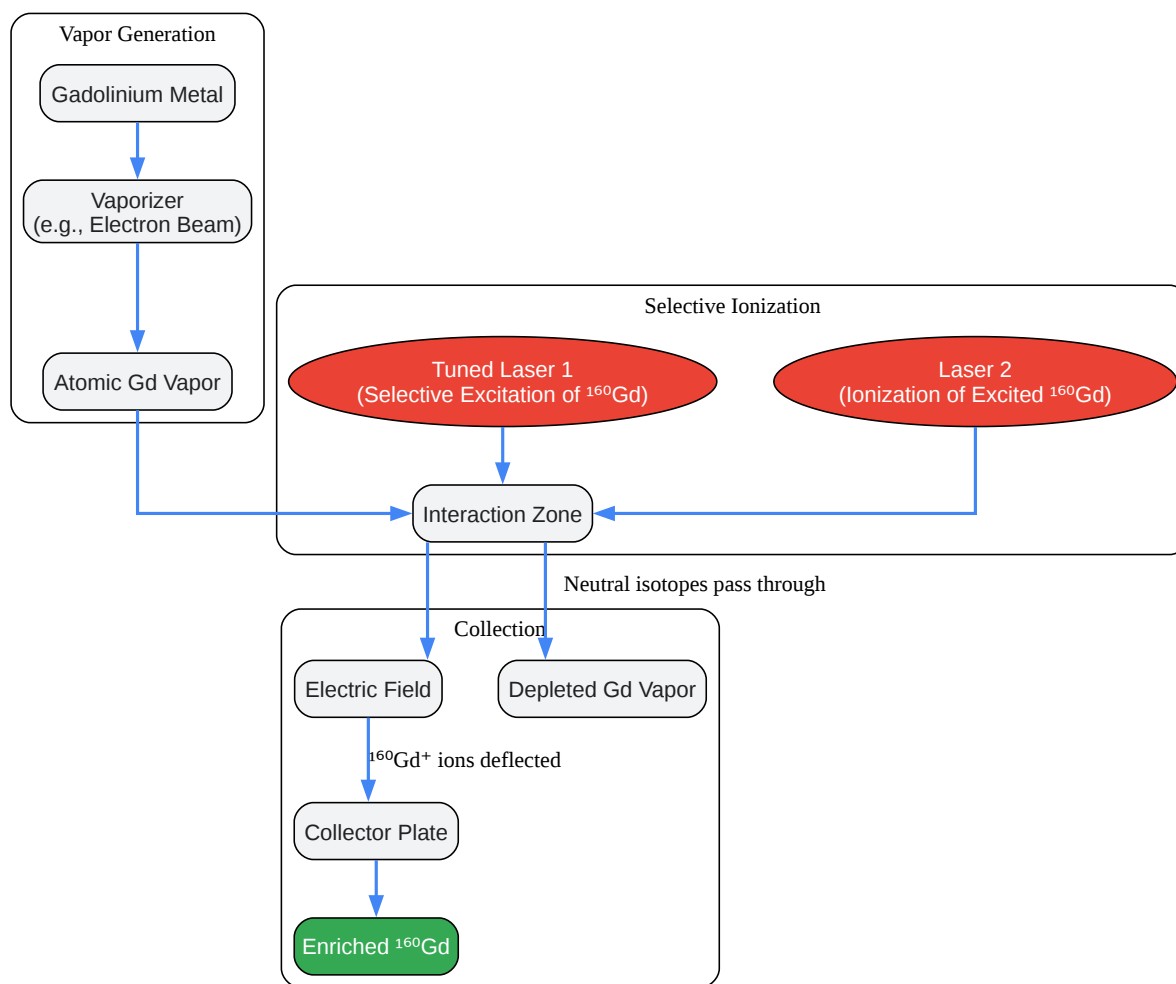 Vapor Generation
Gadolinium Metal
Vaporizer
(e.g., Electron Beam)
Atomic Gd Vapor
Selective Ionization
Tuned Laser 1
(Selective Excitation of ¹⁶⁰Gd)
Laser 2
(Ionization of Excited ¹⁶⁰Gd)
Interaction Zone
Neutral isotopes pass through
Collection
Electric Field
Depleted Gd Vapor
¹⁶⁰Gd⁺ ions deflected
Collector Plate
Enriched ¹⁶⁰Gd